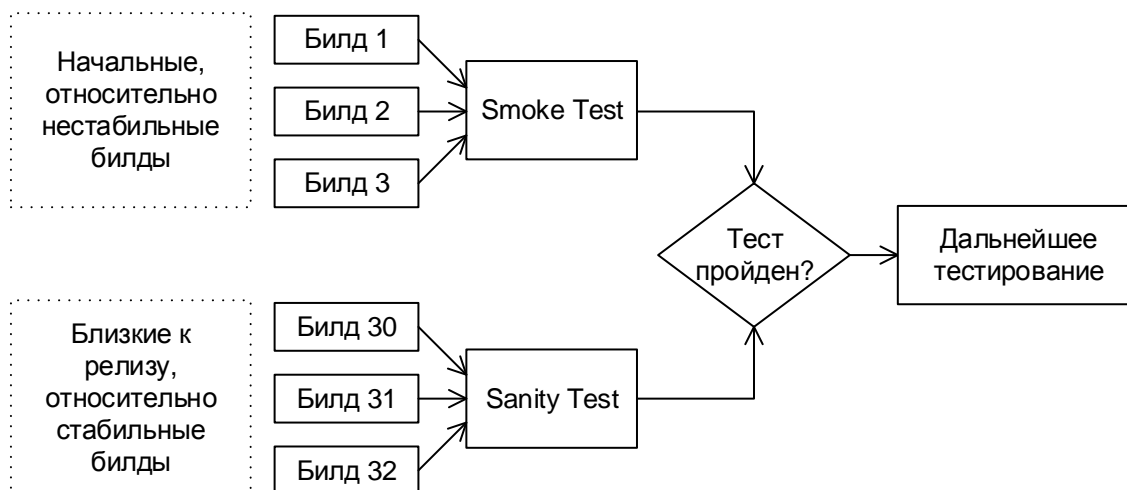 Начальные,
относительно
нестабильные
билды
Билд 1
Билд 2
Билд 3
Smoke Test
Тест
пройден?
Дальнейшее
тестирование
Близкие к
релизу,
относительно
стабильные
билды
Билд 30
Билд 31
Билд 32
Sanity Test